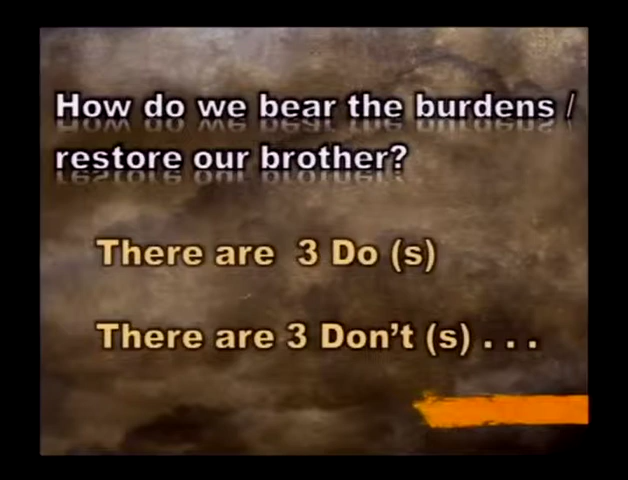 How do we bear the burdens /
restore our brother?
There are 3 Do (s)
There are 3 Don't (s) . . .